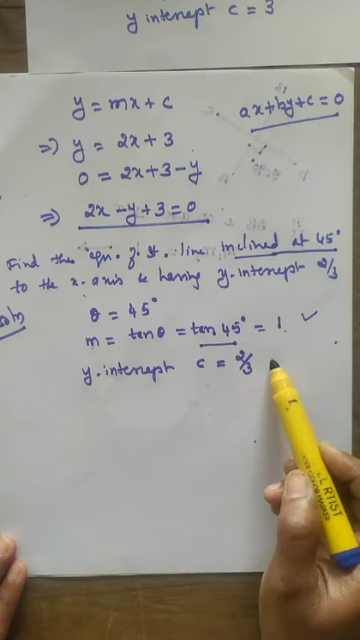 y intercept c = 3
y = mx + c
ax+by+c=0
⇒ y = 2x + 3
0 = 2x+3-y
⇒ 2x-y+3=0
Find the eqn. of st. line inclined at 45°
to the x-axis & having y-intercept 2/3
Soln
θ = 45°
m = tanθ = tan 45° = 1. ✓
y-intercept c = 2/3